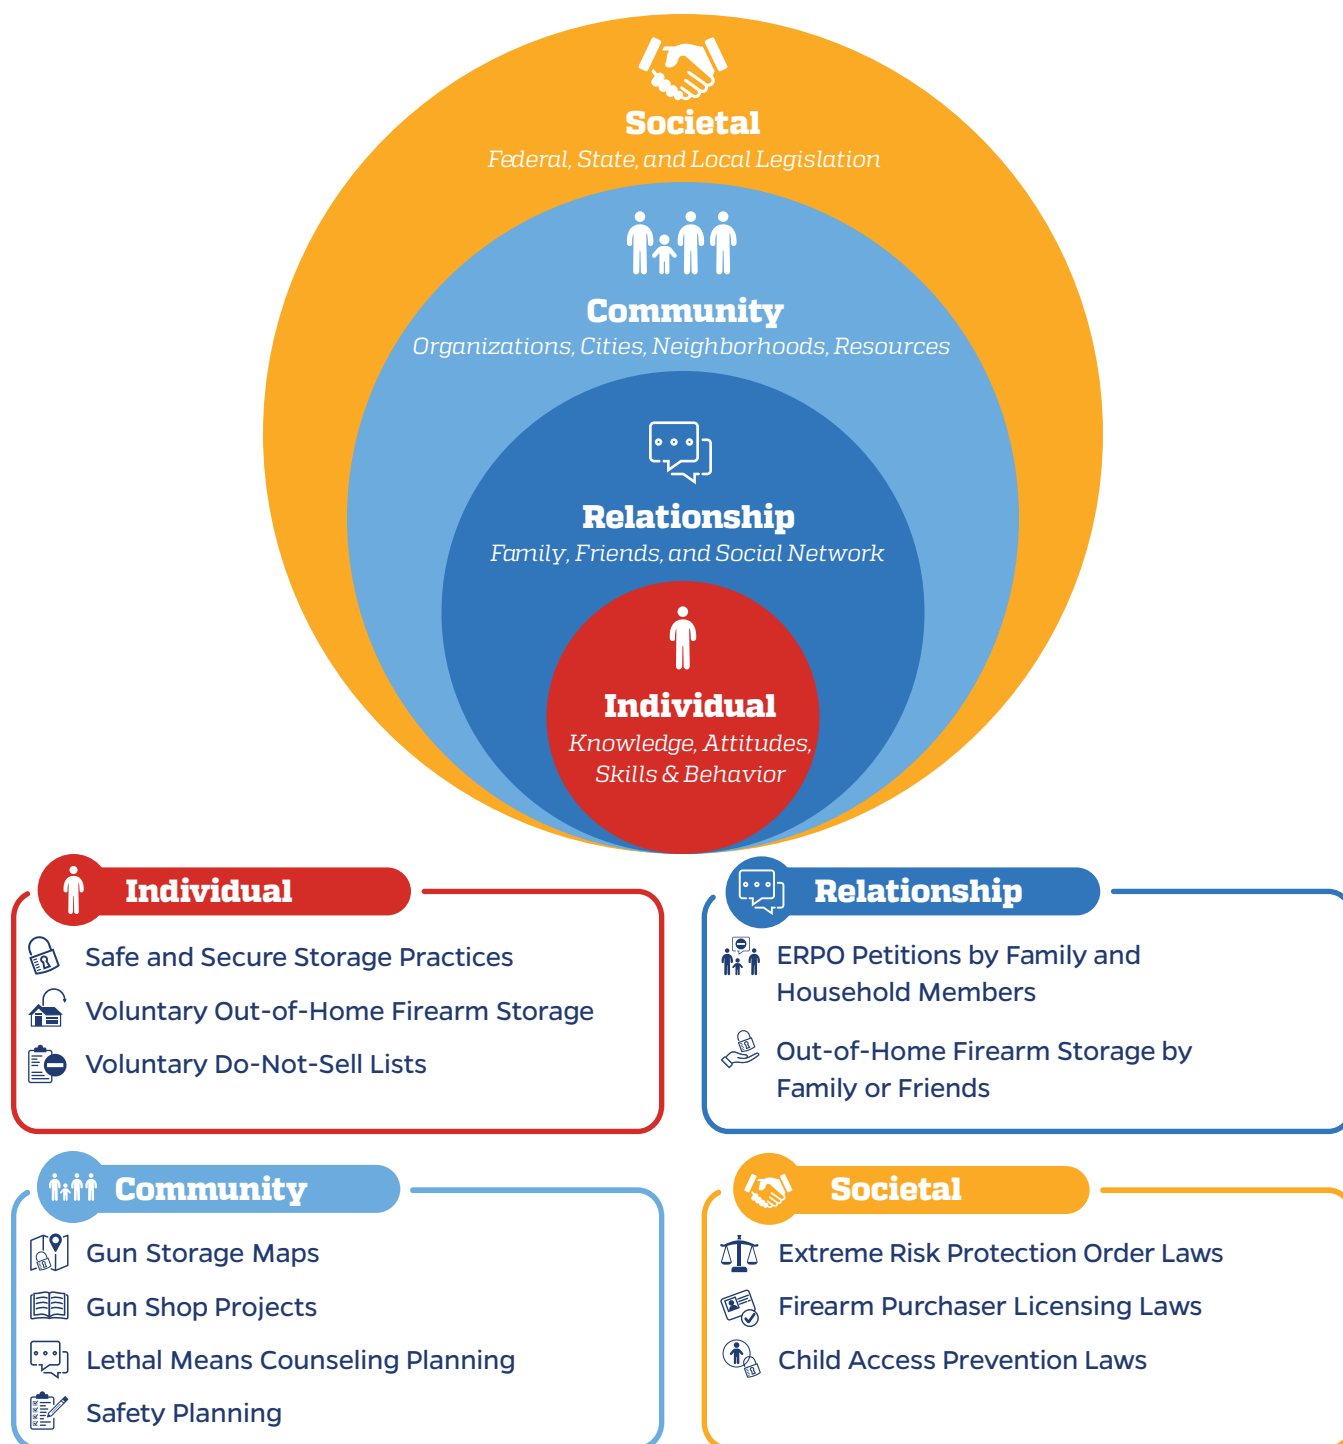 Societal
Federal, State, and Local Legislation
Community
Organizations, Cities, Neighborhoods, Resources
Relationship
Family, Friends, and Social Network
Individual
Knowledge, Attitudes,
Skills & Behavior
Individual
Safe and Secure Storage Practices
Voluntary Out-of-Home Firearm Storage
Voluntary Do-Not-Sell Lists
Relationship
ERPO Petitions by Family and
Household Members
Out-of-Home Firearm Storage by
Family or Friends
Community
Gun Storage Maps
Gun Shop Projects
Lethal Means Counseling Planning
Safety Planning
Societal
Extreme Risk Protection Order Laws
Firearm Purchaser Licensing Laws
Child Access Prevention Laws